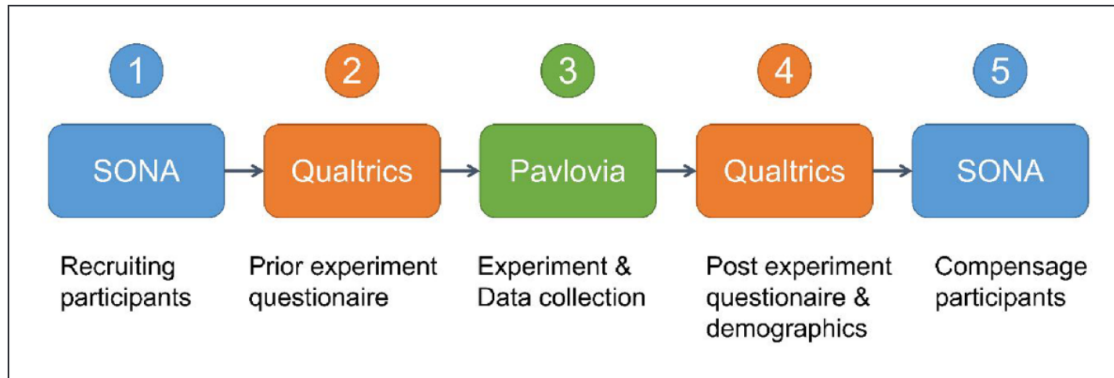 1
2
3
4
5
SONA
Qualtrics
Pavlovia
Qualtrics
SONA
Recruiting
participants
Prior experiment
questionaire
Experiment &
Data collection
Post experiment
questionaire &
demographics
Compensage
participants